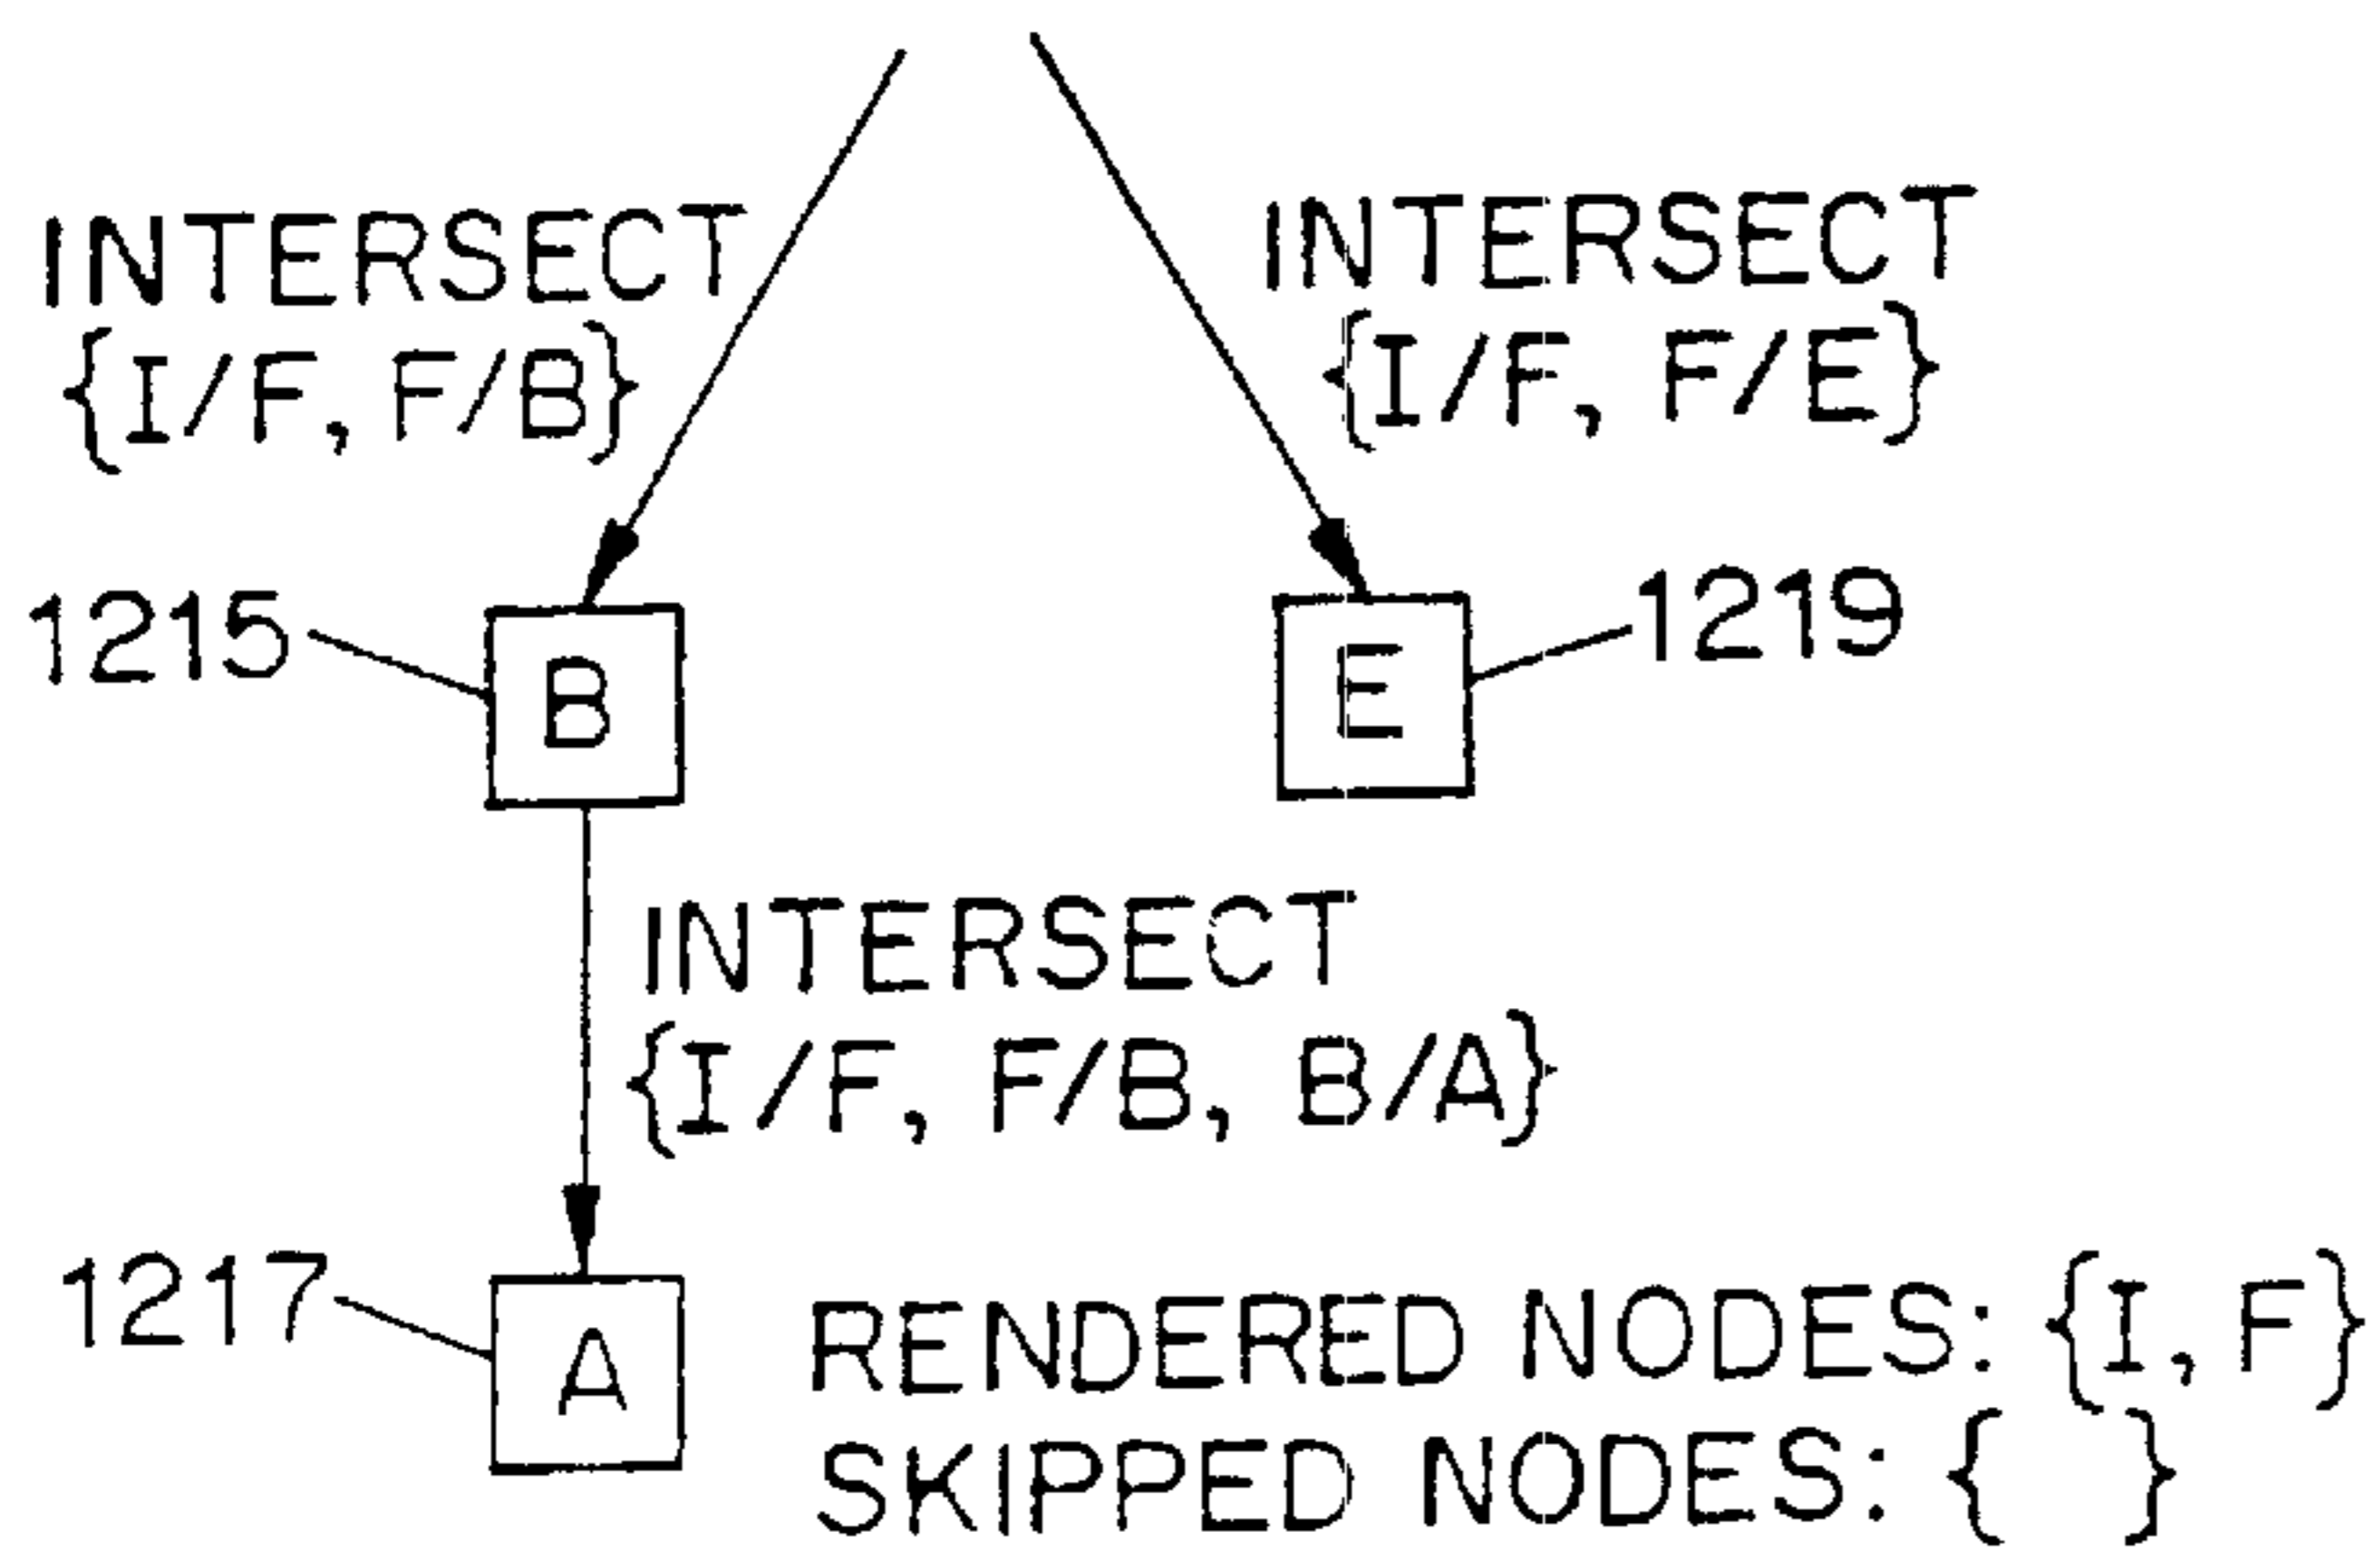 INTERSECT
{I/F, F/B}
INTERSECT
{I/F, F/E}
1215
B
E
1219
INTERSECT
{I/F, F/B, B/A}
1217
A
RENDERED NODES: {I, F}
SKIPPED NODES: { }